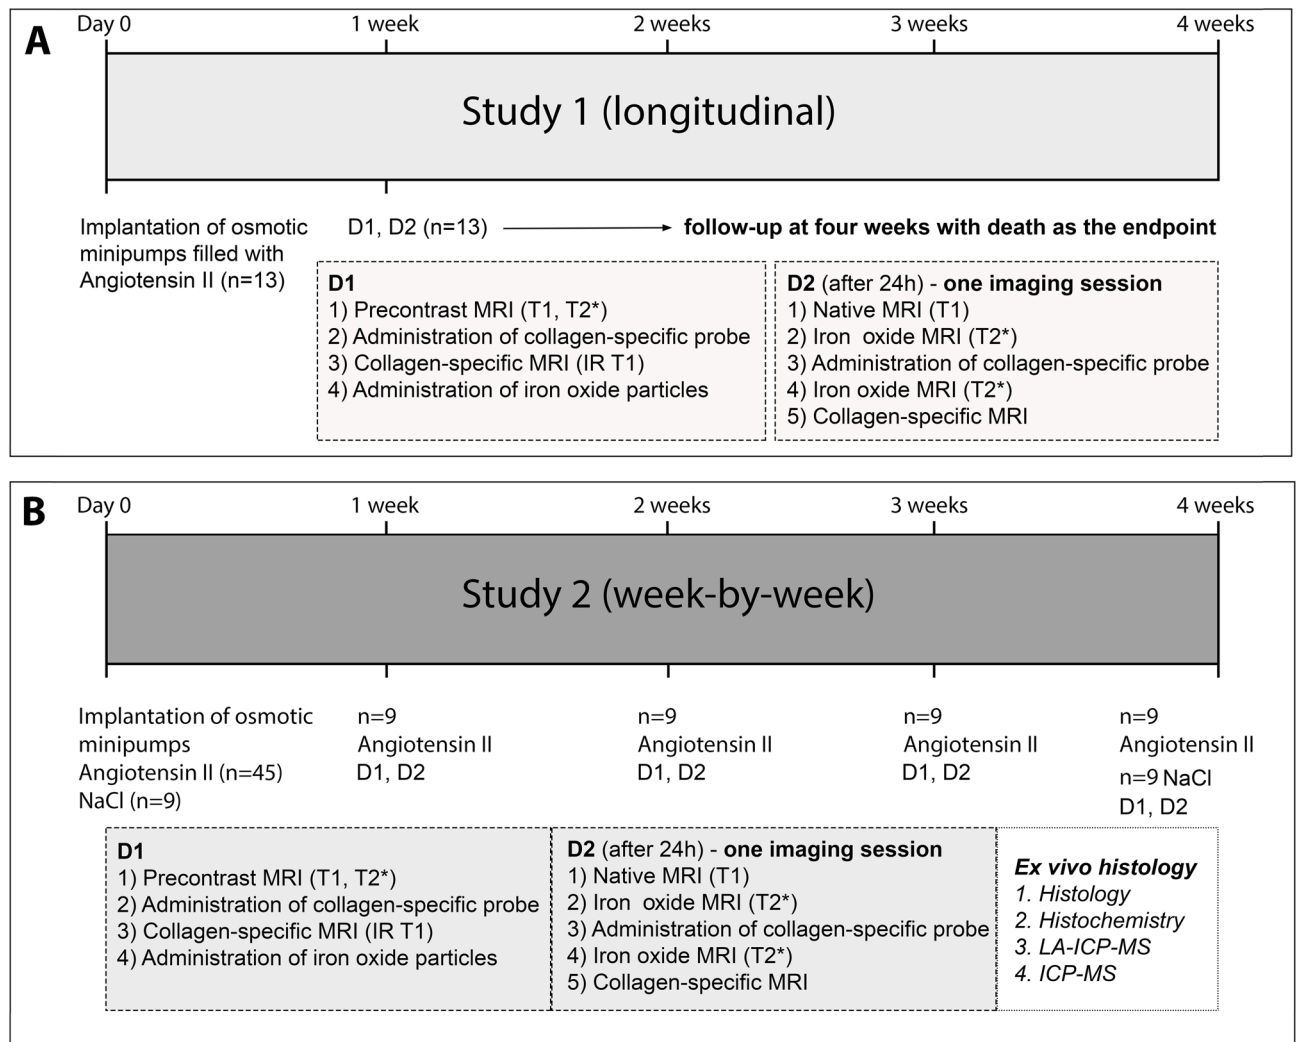 A
Day 0 1 week 2 weeks 3 weeks 4 weeks
Study 1 (longitudinal)
Implantation of osmotic
minipumps filled with
Angiotensin II (n=13)
D1, D2 (n=13)
follow-up at four weeks with death as the endpoint
D1
1) Precontrast MRI (T1, T2*)
2) Administration of collagen-specific probe
3) Collagen-specific MRI (IR T1)
4) Administration of iron oxide particles
D2 (after 24h) - one imaging session
1) Native MRI (T1)
2) Iron  oxide MRI (T2*)
3) Administration of collagen-specific probe
4) Iron oxide MRI (T2*)
5) Collagen-specific MRI
B
Day 0 1 week 2 weeks 3 weeks 4 weeks
Study 2 (week-by-week)
Implantation of osmotic
minipumps
Angiotensin II (n=45)
NaCl (n=9)
n=9
Angiotensin II
D1, D2
n=9
Angiotensin II
D1, D2
n=9
Angiotensin II
D1, D2
n=9
Angiotensin II
n=9 NaCl
D1, D2
D1
1) Precontrast MRI (T1, T2*)
2) Administration of collagen-specific probe
3) Collagen-specific MRI (IR T1)
4) Administration of iron oxide particles
D2 (after 24h) - one imaging session
1) Native MRI (T1)
2) Iron  oxide MRI (T2*)
3) Administration of collagen-specific probe
4) Iron oxide MRI (T2*)
5) Collagen-specific MRI
Ex vivo histology
1. Histology
2. Histochemistry
3. LA-ICP-MS
4. ICP-MS